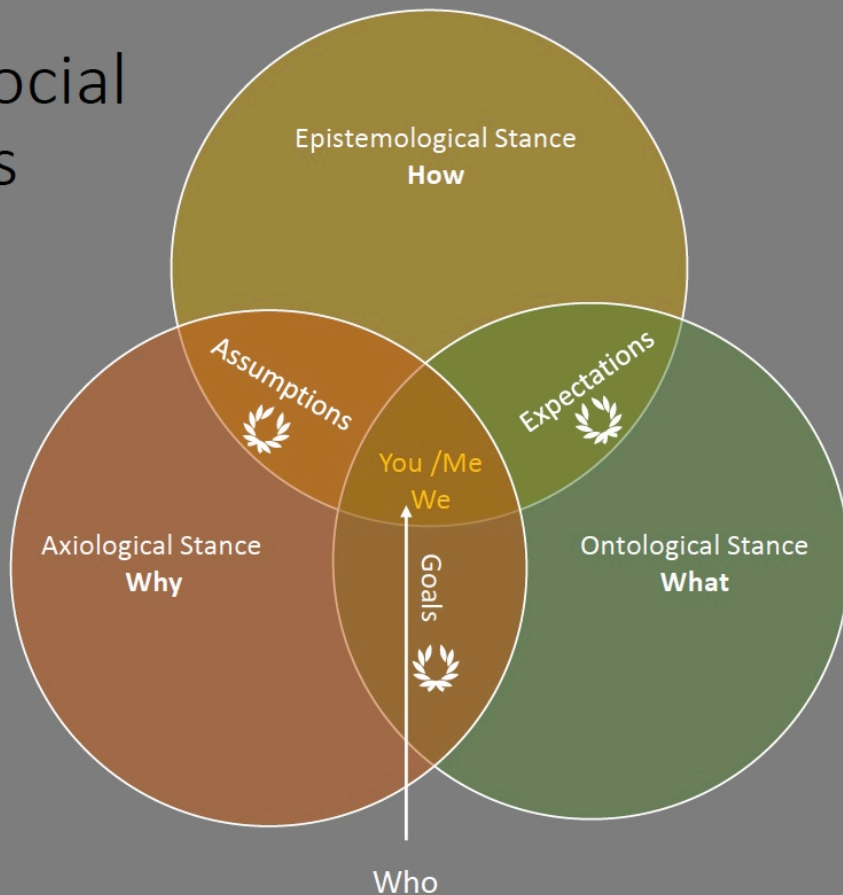 ocial
s
Epistemological Stance
How
Assumptions
Expectations
You /Me
We
Axiological Stance
Why
Ontological Stance
What
Goals
Who